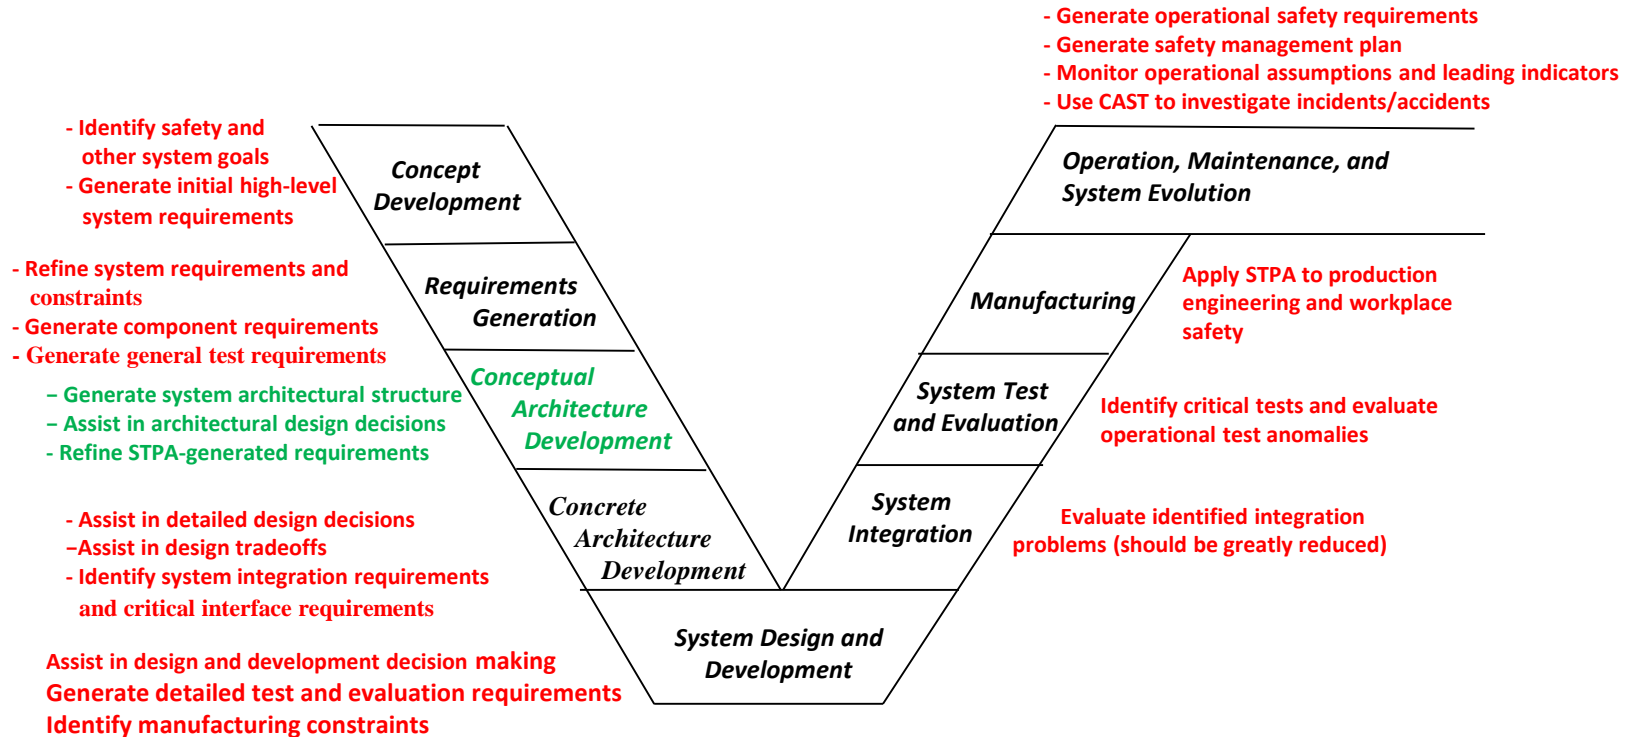 - Generate operational safety requirements
- Generate safety management plan
- Monitor operational assumptions and leading indicators
- Use CAST to investigate incidents/accidents
- Identify safety and
other system goals
- Generate initial high-level
system requirements
Concept
Development
Operation, Maintenance, and
System Evolution
- Refine system requirements and
constraints
- Generate component requirements
- Generate general test requirements
Requirements
Generation
Manufacturing
Apply STPA to production
engineering and workplace
safety
– Generate system architectural structure
– Assist in architectural design decisions
- Refine STPA-generated requirements
Conceptual
Architecture
Development
System Test
and Evaluation
Identify critical tests and evaluate
operational test anomalies
- Assist in detailed design decisions
–Assist in design tradeoffs
- Identify system integration requirements
and critical interface requirements
Concrete
Architecture
Development
System
Integration
Evaluate identified integration
problems (should be greatly reduced)
Assist in design and development decision making
Generate detailed test and evaluation requirements
Identify manufacturing constraints
System Design and
Development